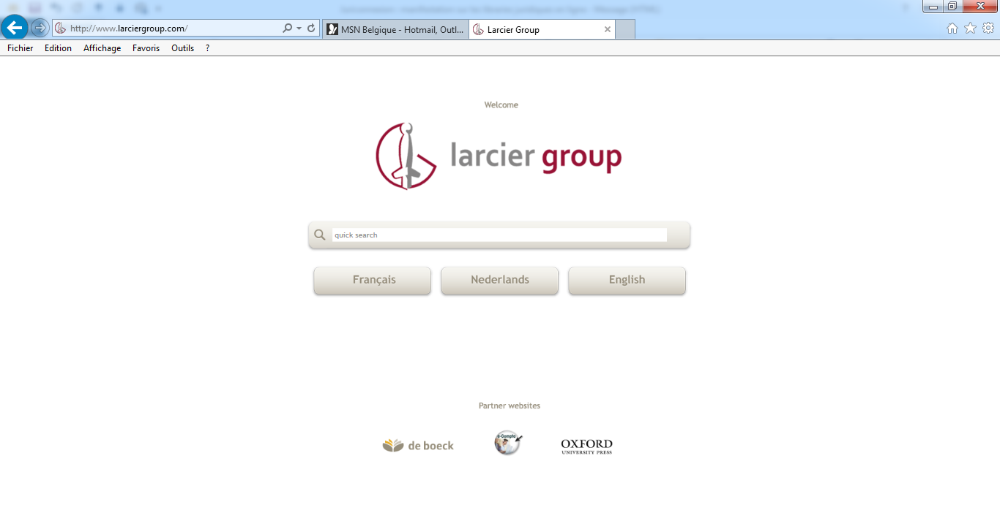 http://www.larciergroup.com/
MSN Belgique - Hotmail, Outl...
Larcier Group
Fichier Edition Affichage Favoris Outils ?
Welcome
larcier group
quick search
Français Nederlands English
Partner websites
de boeck
e-Compta
OXFORD
UNIVERSITY PRESS